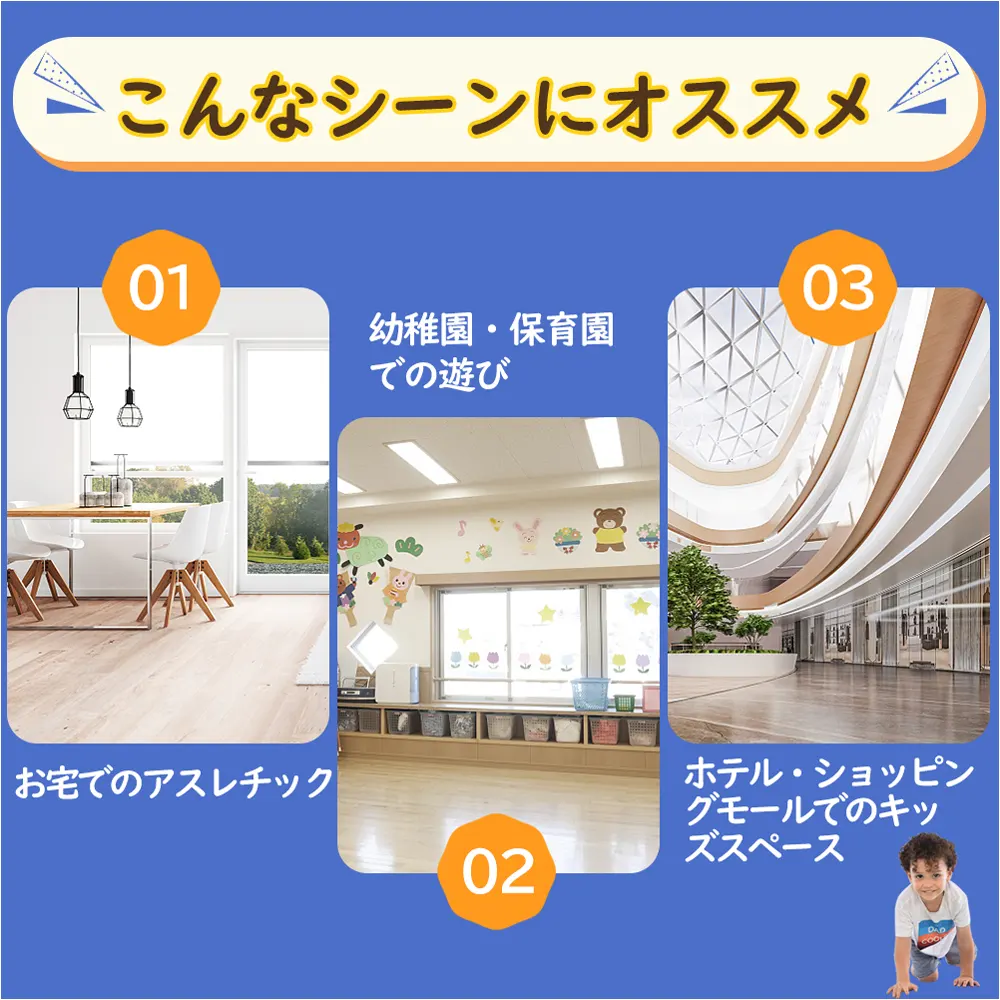 こんなシーンにオススメ
01
お宅でのアスレチック
幼稚園・保育園
での遊び
02
03
ホテル・ショッピン
グモールでのキッ
ズスペース
DAD